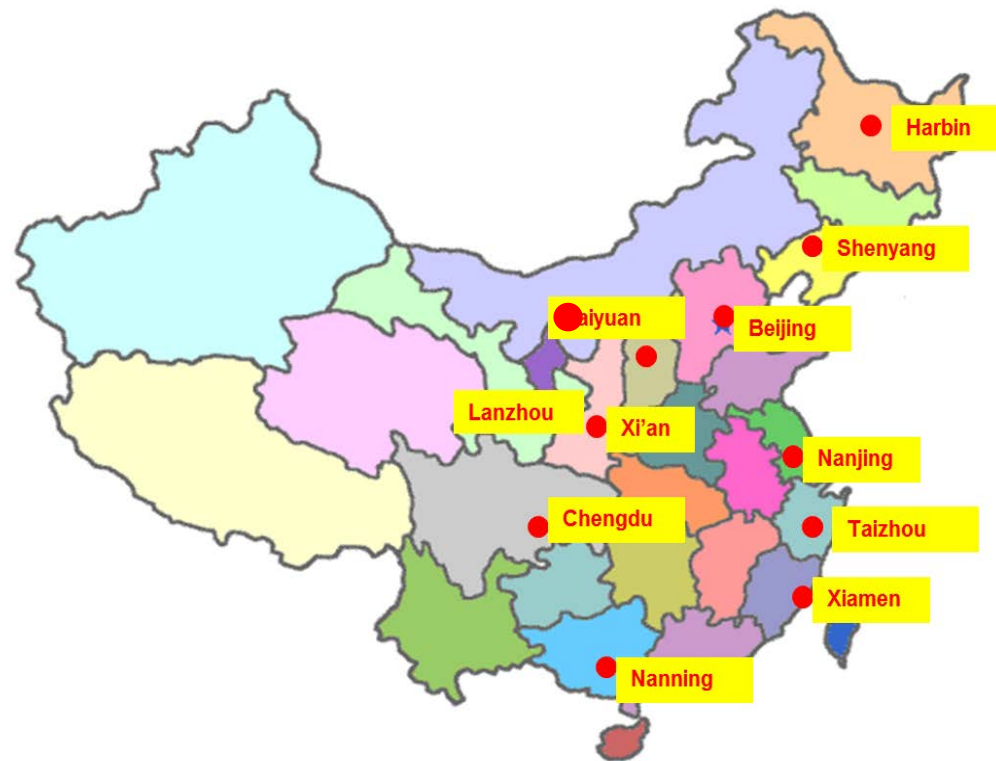 Harbin
Shenyang
aiyuan
Beijing
Lanzhou
Xi’an
Nanjing
Chengdu
Taizhou
Xiamen
Nanning